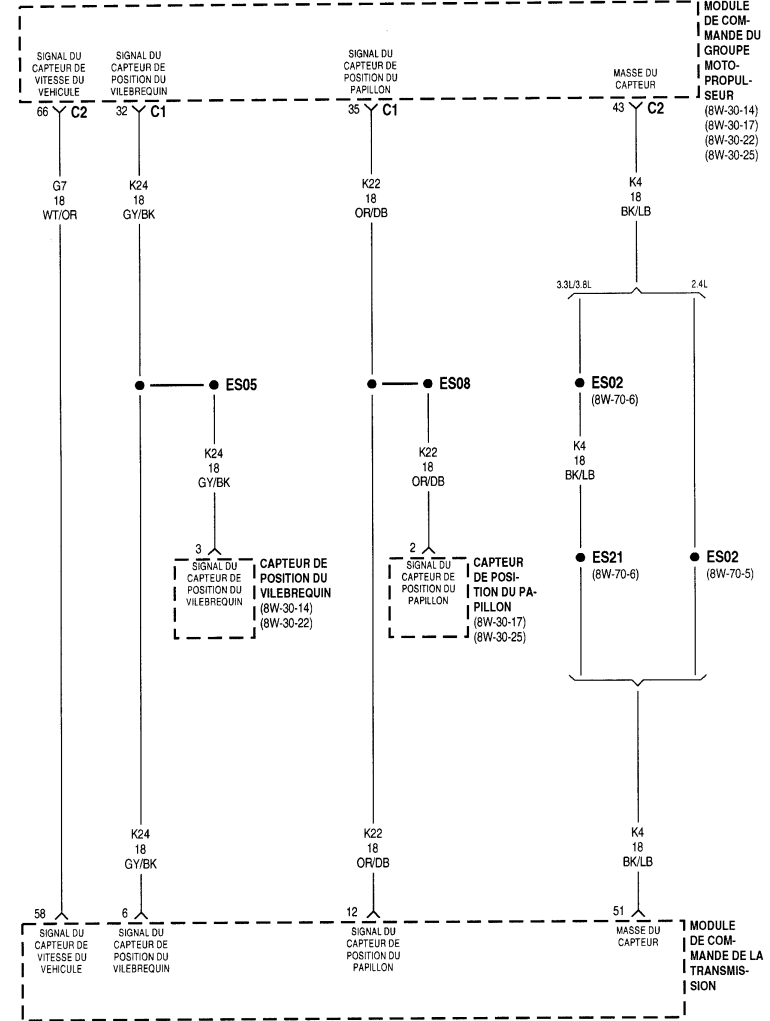 MODULE
DE COM-
MANDE DU
GROUPE
MOTO-
PROPUL-
SEUR
(8W-30-14)
(8W-30-17)
(8W-30-22)
(8W-30-25)
SIGNAL DU
CAPTEUR DE
VITESSE DU
VEHICULE
SIGNAL DU
CAPTEUR DE
POSITION DU
VILEBREQUIN
SIGNAL DU
CAPTEUR DE
POSITION DU
PAPILLON
MASSE DU
CAPTEUR
66 C2
32 C1
35 C1
43 C2
G7
18
WT/OR
K24
18
GY/BK
K22
18
OR/DB
K4
18
BK/LB
3.3L/3.8L
2.4L
ES05
ES08
ES02
(8W-70-6)
K24
18
GY/BK
K22
18
OR/DB
K4
18
BK/LB
3
SIGNAL DU
CAPTEUR DE
POSITION DU
VILEBREQUIN
CAPTEUR DE
POSITION DU
VILEBREQUIN
(8W-30-14)
(8W-30-22)
2
SIGNAL DU
CAPTEUR DE
POSITION DU
PAPILLON
CAPTEUR
DE POSI-
TION DU PA-
PILLON
(8W-30-17)
(8W-30-25)
ES21
(8W-70-6)
ES02
(8W-70-5)
K24
18
GY/BK
K22
18
OR/DB
K4
18
BK/LB
58
6
12
51
SIGNAL DU
CAPTEUR DE
VITESSE DU
VEHICULE
SIGNAL DU
CAPTEUR DE
POSITION DU
VILEBREQUIN
SIGNAL DU
CAPTEUR DE
POSITION DU
PAPILLON
MASSE DU
CAPTEUR
MODULE
DE COM-
MANDE DE LA
TRANSMIS-
SION